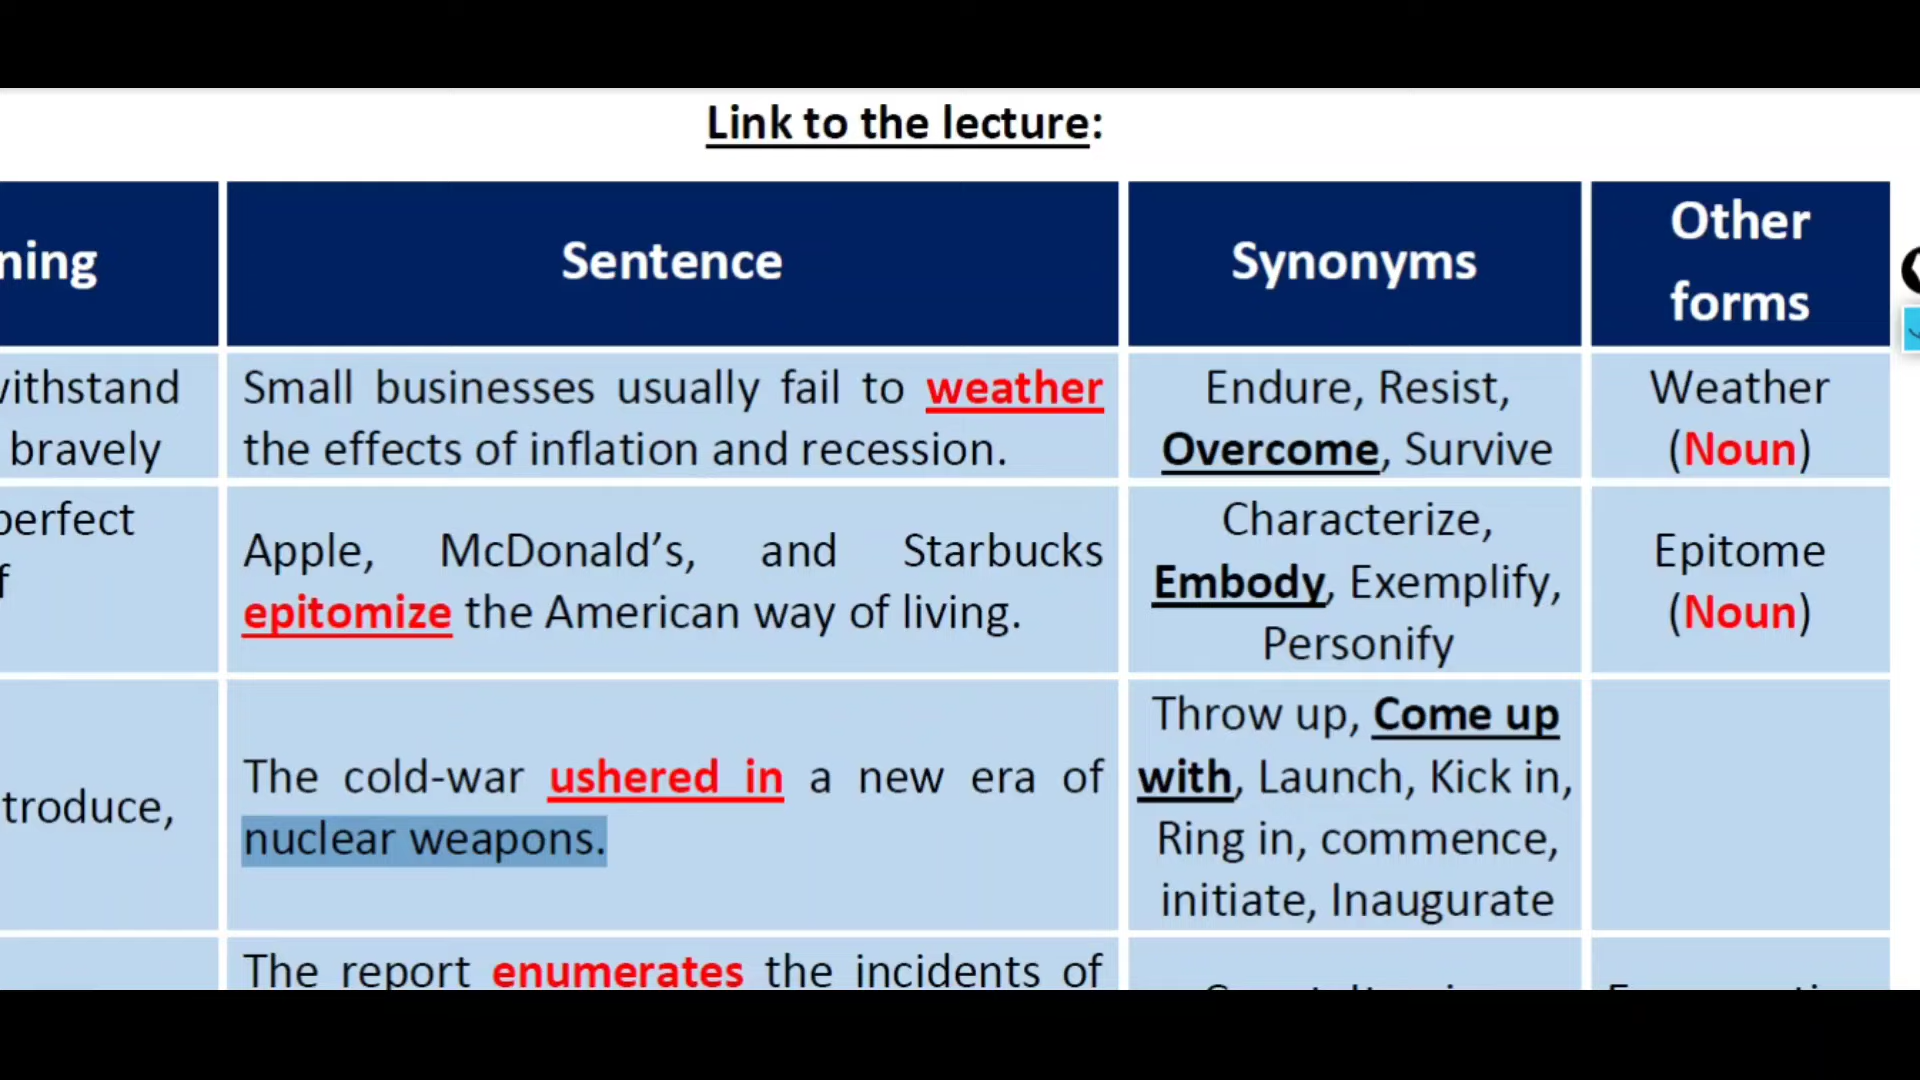 Link to the lecture:
ning
Sentence
Synonyms
Other
forms
withstand
bravely
Small businesses usually fail to weather
the effects of inflation and recession.
Endure, Resist,
Overcome, Survive
Weather
(Noun)
perfect
f
Apple, McDonald's, and Starbucks
epitomize the American way of living.
Characterize,
Embody, Exemplify,
Personify
Epitome
(Noun)
troduce,
The cold-war ushered in a new era of
nuclear weapons.
Throw up, Come up
with, Launch, Kick in,
Ring in, commence,
initiate, Inaugurate
The report enumerates the incidents of